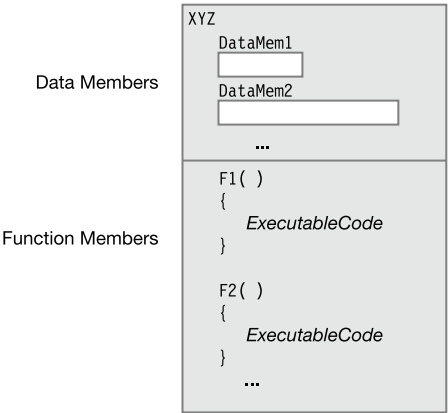 XYZ
DataMem1
Data Members
DataMem2
...
F1( )
{
ExecutableCode
Function Members
}
F2( )
{
ExecutableCode
}
...